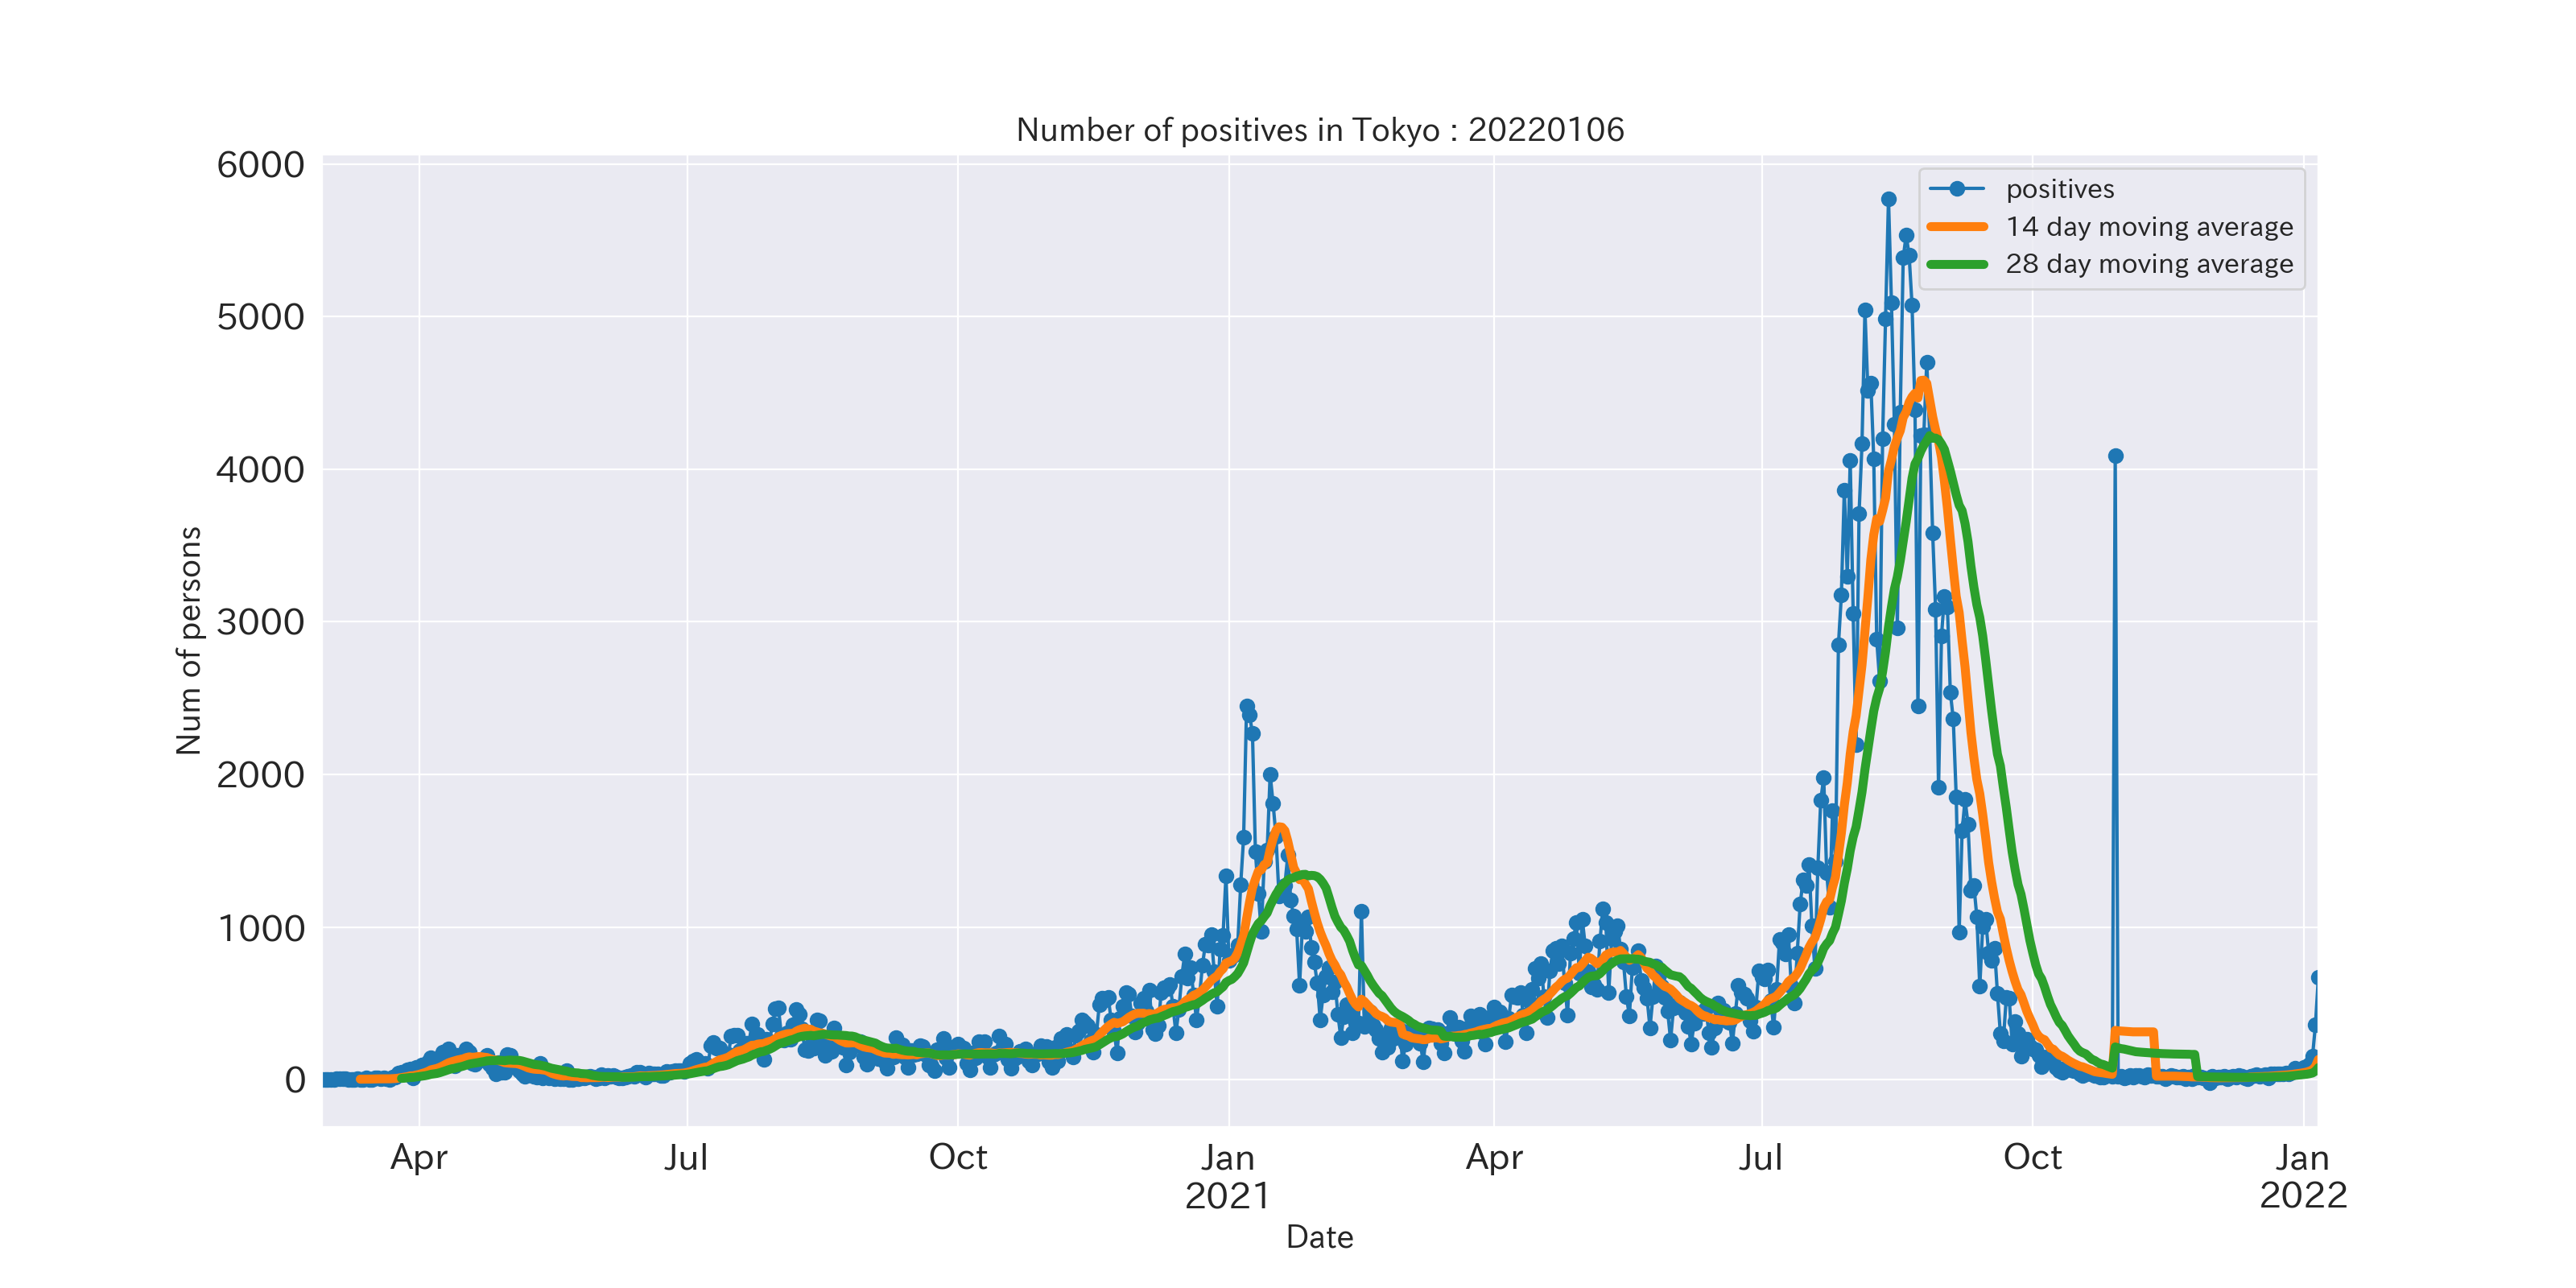 Number of positives in Tokyo : 20220106
6000
5000
4000
3000
2000
1000
0
Num of persons
positives
14 day moving average
28 day moving average
Apr
Jul
Oct
Jan
2021
Apr
Jul
Oct
Jan
2022
Date